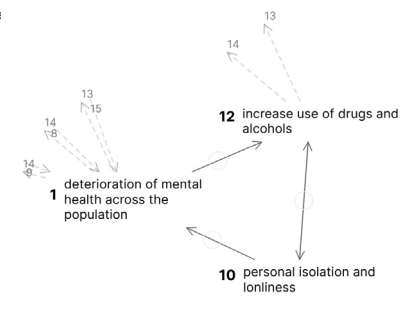 13
14
13
15
14
8
14
9
12 increase use of drugs and
alcohols
1 deterioration of mental
health across the
population
10 personal isolation and
lonliness